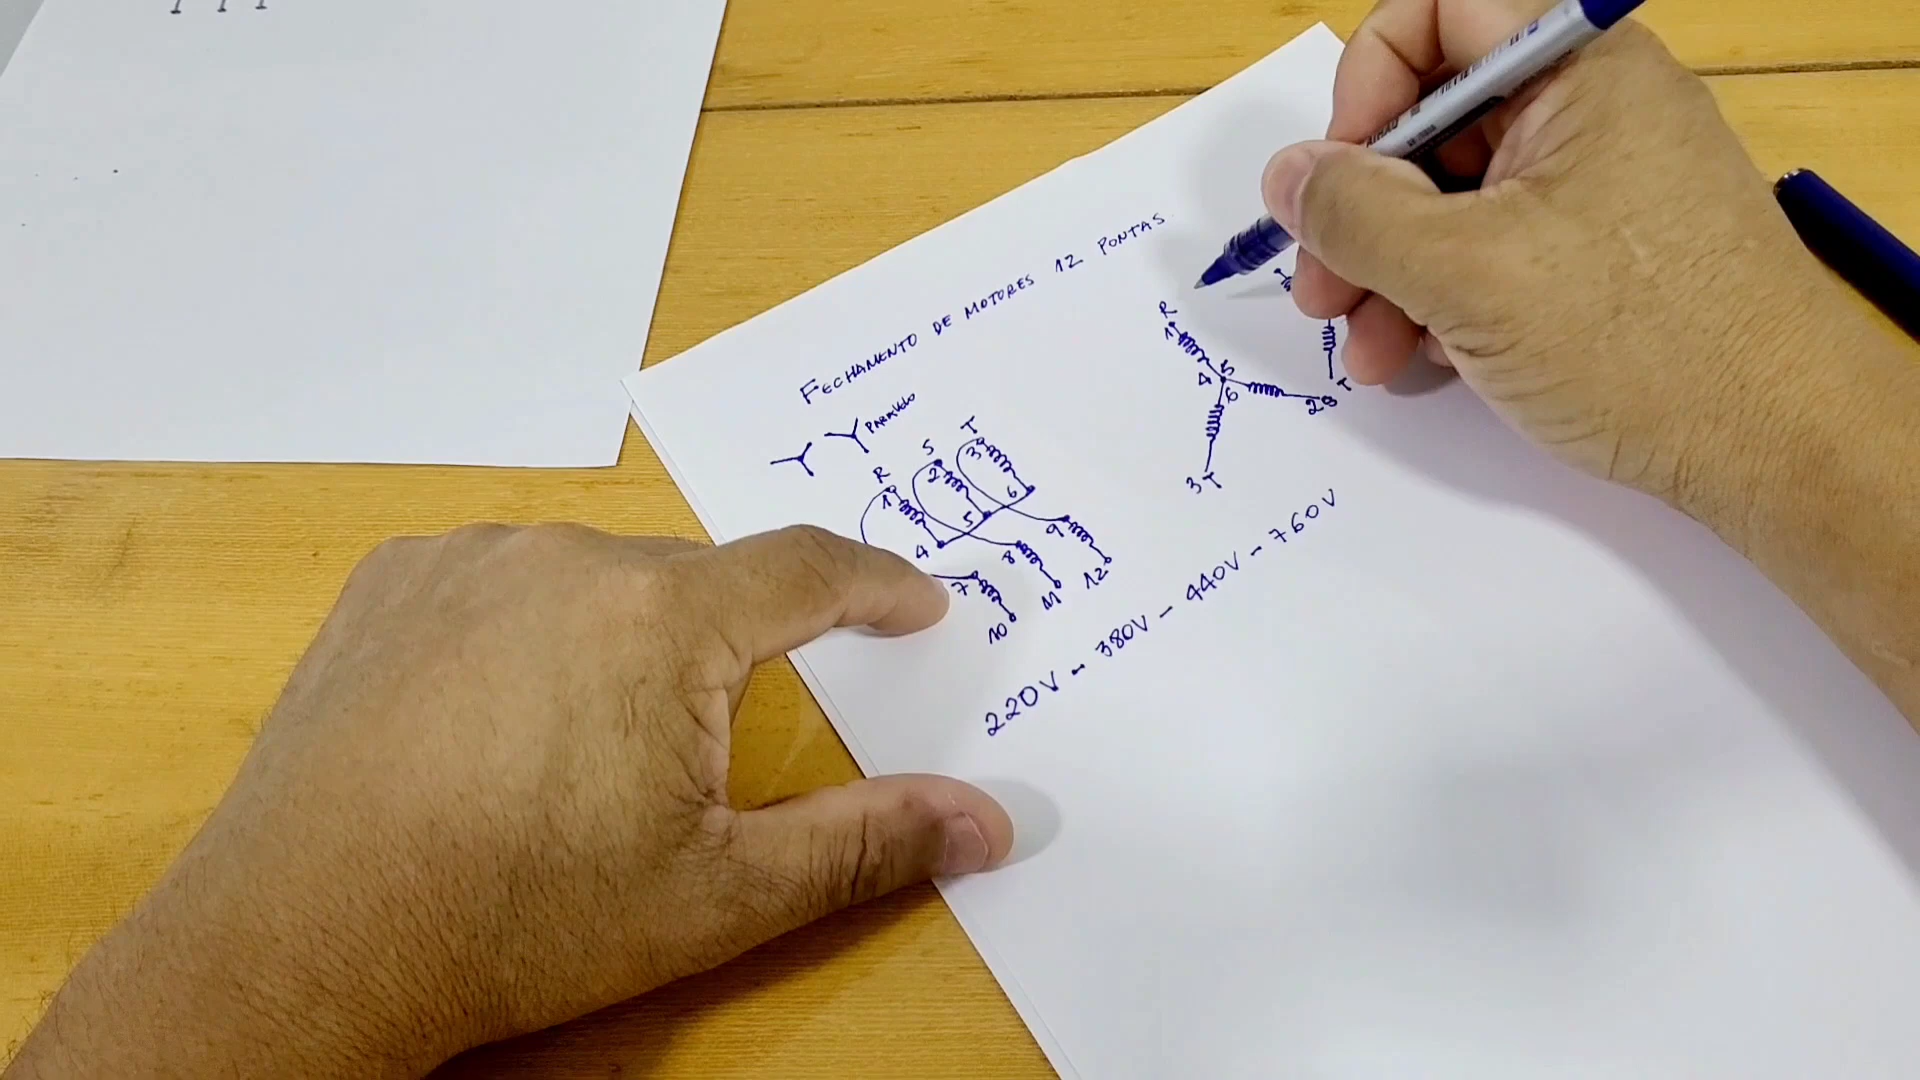 FECHAMENTO DE MOTORES 12 PONTAS
PARALELO
R S T
1 2 3
4 5 6
7 8 9
10 11 12
R
1
4 5
6
2 S
3 T
T
220V - 380V - 440V - 760V